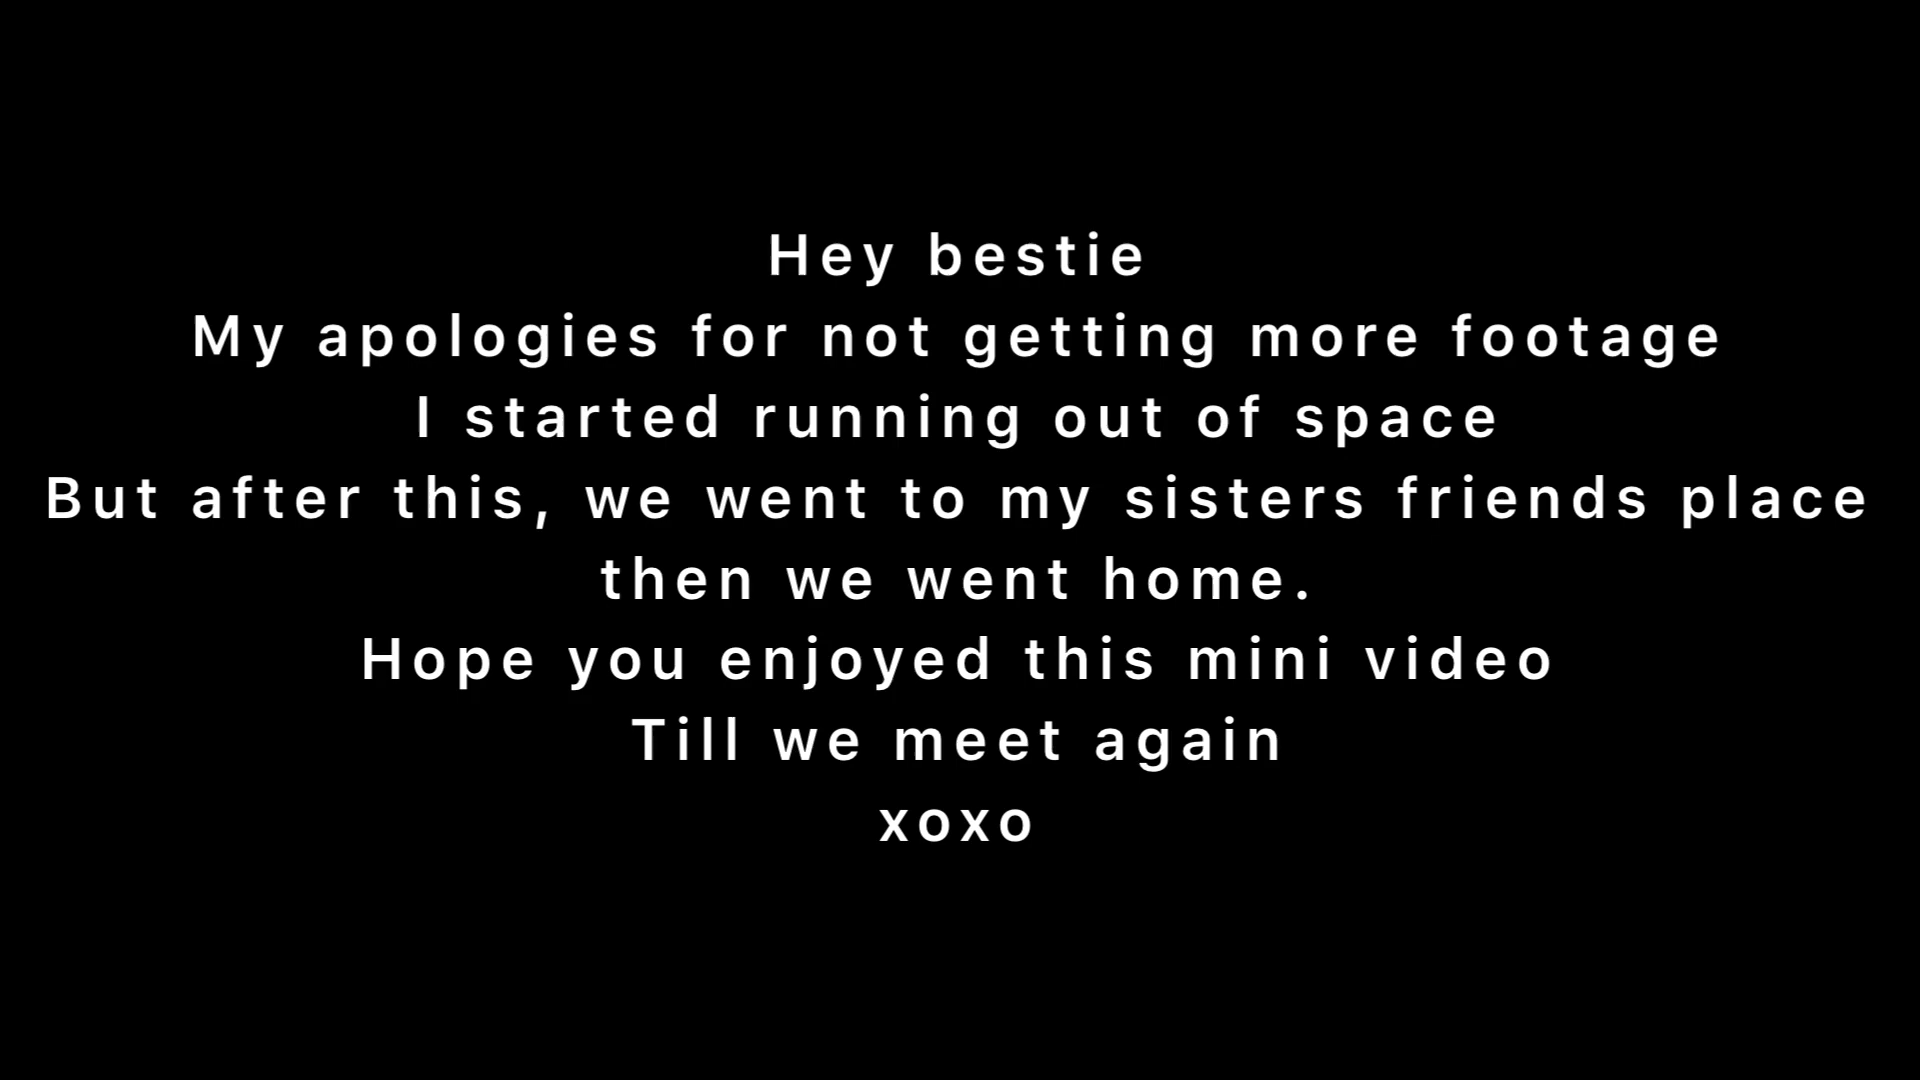 Hey bestie
My apologies for not getting more footage
I started running out of space
But after this, we went to my sisters friends place
then we went home.
Hope you enjoyed this mini video
Till we meet again
xoxo